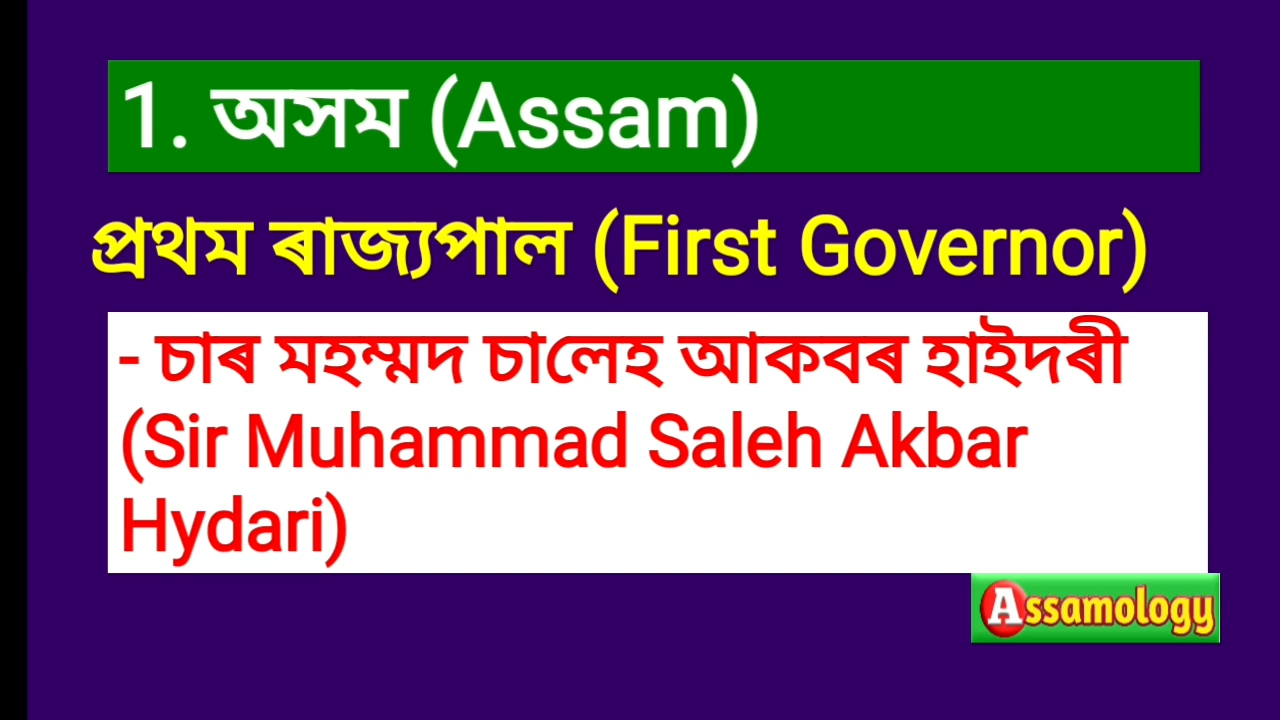 1. অসম (Assam)
প্ৰথম ৰাজ্যপাল (First Governor)
- চাৰ মহম্মদ চালেহ আকবৰ হাইদৰী
(Sir Muhammad Saleh Akbar
Hydari)
Assamology